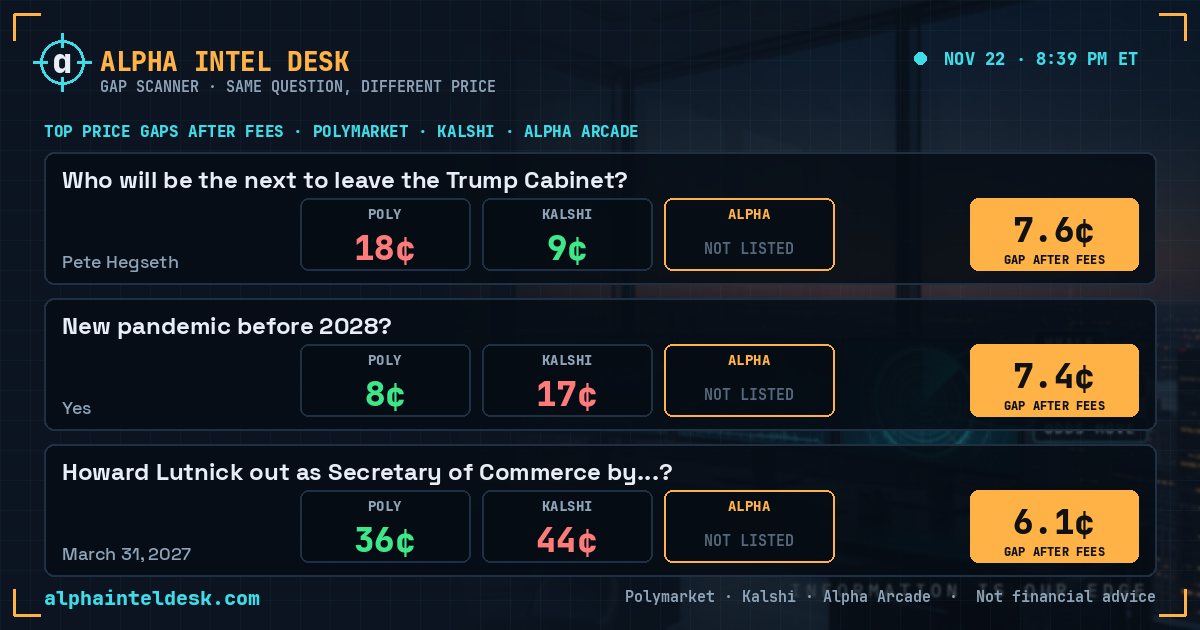 α
ALPHA INTEL DESK
NOV 22 · 8:39 PM ET
GAP SCANNER · SAME QUESTION, DIFFERENT PRICE
TOP PRICE GAPS AFTER FEES · POLYMARKET · KALSHI · ALPHA ARCADE
Who will be the next to leave the Trump Cabinet?
POLY KALSHI ALPHA
18¢ 9¢ NOT LISTED 7.6¢
Pete Hegseth GAP AFTER FEES
New pandemic before 2028?
POLY KALSHI ALPHA
8¢ 17¢ NOT LISTED 7.4¢
Yes GAP AFTER FEES
Howard Lutnick out as Secretary of Commerce by...?
POLY KALSHI ALPHA
36¢ 44¢ NOT LISTED 6.1¢
March 31, 2027 GAP AFTER FEES
INFORMATION IS OUR EDGE
alphainteldesk.com Polymarket · Kalshi · Alpha Arcade · Not financial advice